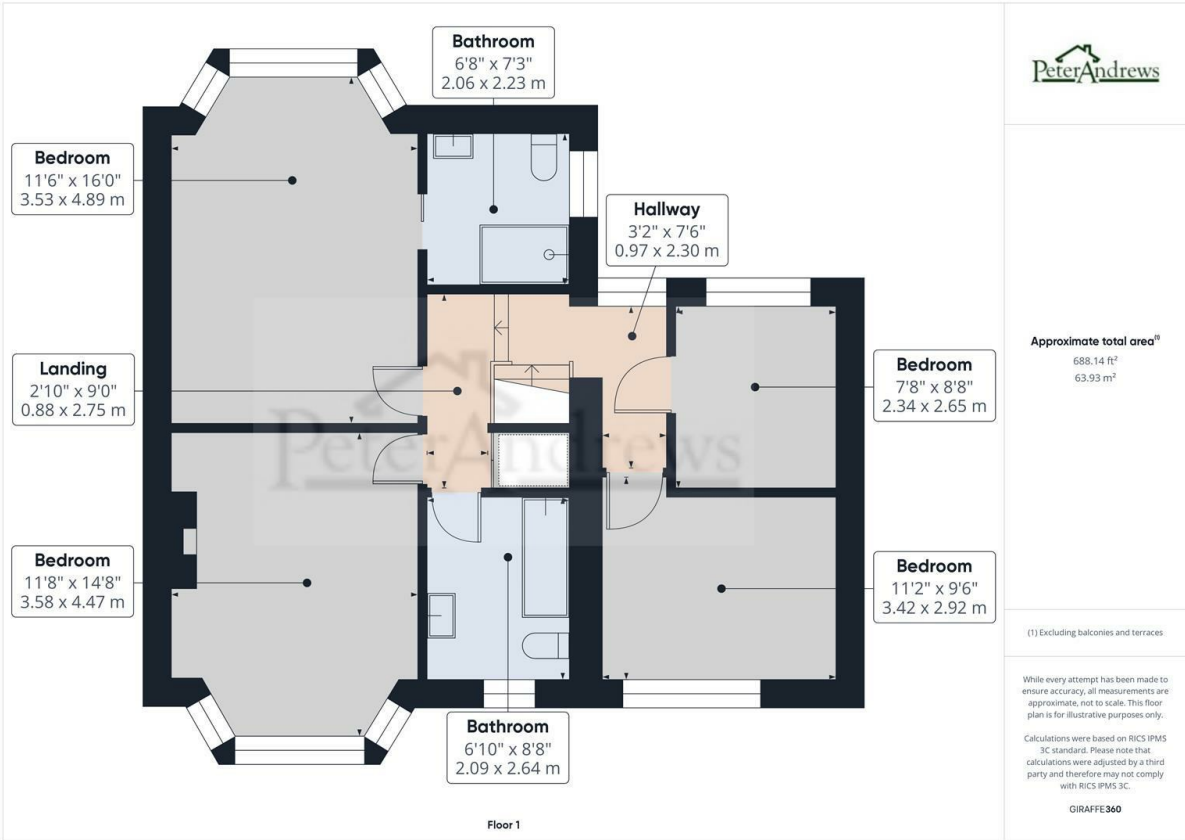 Bathroom
6'8" x 7'3"
2.06 x 2.23 m
Bedroom
11'6" x 16'0"
3.53 x 4.89 m
Hallway
3'2" x 7'6"
0.97 x 2.30 m
Landing
2'10" x 9'0"
0.88 x 2.75 m
Bedroom
7'8" x 8'8"
2.34 x 2.65 m
Bedroom
11'8" x 14'8"
3.58 x 4.47 m
Bedroom
11'2" x 9'6"
3.42 x 2.92 m
Bathroom
6'10" x 8'8"
2.09 x 2.64 m
PeterAndrews
Floor 1
PeterAndrews
Approximate total area(1)
688.14 ft²
63.93 m²
(1) Excluding balconies and terraces
While every attempt has been made to
ensure accuracy, all measurements are
approximate, not to scale. This floor
plan is for illustrative purposes only.
Calculations were based on RICS IPMS
3C standard. Please note that
calculations were adjusted by a third
party and therefore may not comply
with RICS IPMS 3C.
GIRAFFE360